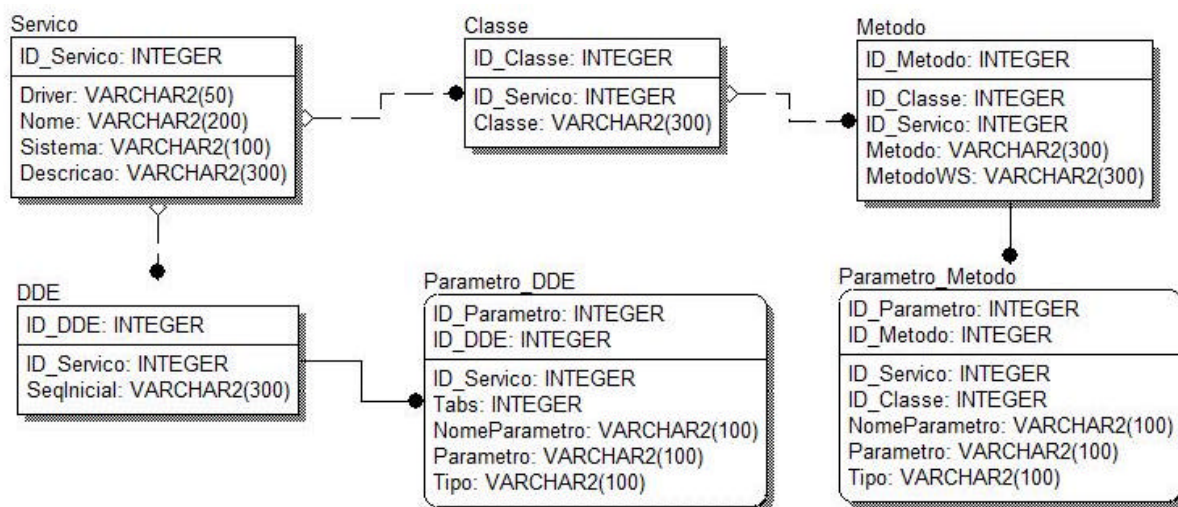 Servico
ID_Servico: INTEGER
Driver: VARCHAR2(50)
Nome: VARCHAR2(200)
Sistema: VARCHAR2(100)
Descricao: VARCHAR2(300)
Classe
ID_Classe: INTEGER
ID_Servico: INTEGER
Classe: VARCHAR2(300)
Metodo
ID_Metodo: INTEGER
ID_Classe: INTEGER
ID_Servico: INTEGER
Metodo: VARCHAR2(300)
MetodoWS: VARCHAR2(300)
DDE
ID_DDE: INTEGER
ID_Servico: INTEGER
SeqInicial: VARCHAR2(300)
Parametro_DDE
ID_Parametro: INTEGER
ID_DDE: INTEGER
ID_Servico: INTEGER
Tabs: INTEGER
NomeParametro: VARCHAR2(100)
Parametro: VARCHAR2(100)
Tipo: VARCHAR2(100)
Parametro_Metodo
ID_Parametro: INTEGER
ID_Metodo: INTEGER
ID_Servico: INTEGER
ID_Classe: INTEGER
NomeParametro: VARCHAR2(100)
Parametro: VARCHAR2(100)
Tipo: VARCHAR2(100)